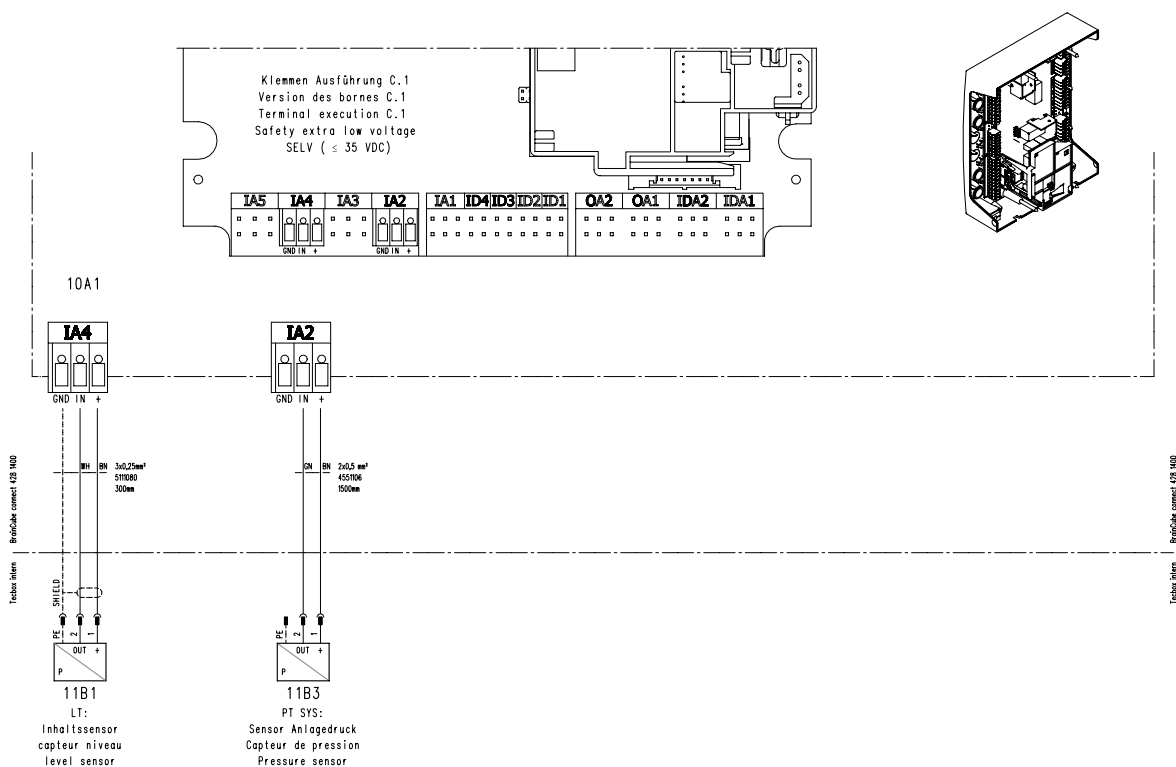 Klemmen Ausführung C.1
Version des bornes C.1
Terminal execution C.1
Safety extra low voltage
SELV ( ≤ 35 VDC)
IA5 IA4 IA3 IA2 IA1 ID4 ID3 ID2 ID1 OA2 OA1 IDA2 IDA1
GND IN + GND IN +
10A1
IA4 IA2
GND IN + GND IN +
WH BN 3x0,25mm² GN BN 2x0,5 mm²
5111080 4551106
300mm 1500mm
BrainCube connect 428 1400 BrainCube connect 428 1400
Tecbox intern Tecbox intern
SHIELD
PE 2 1 PE 2 1
OUT + OUT +
P P
11B1 11B3
LT: PT SYS:
Inhaltssensor Sensor Anlagedruck
capteur niveau Capteur de pression
level sensor Pressure sensor